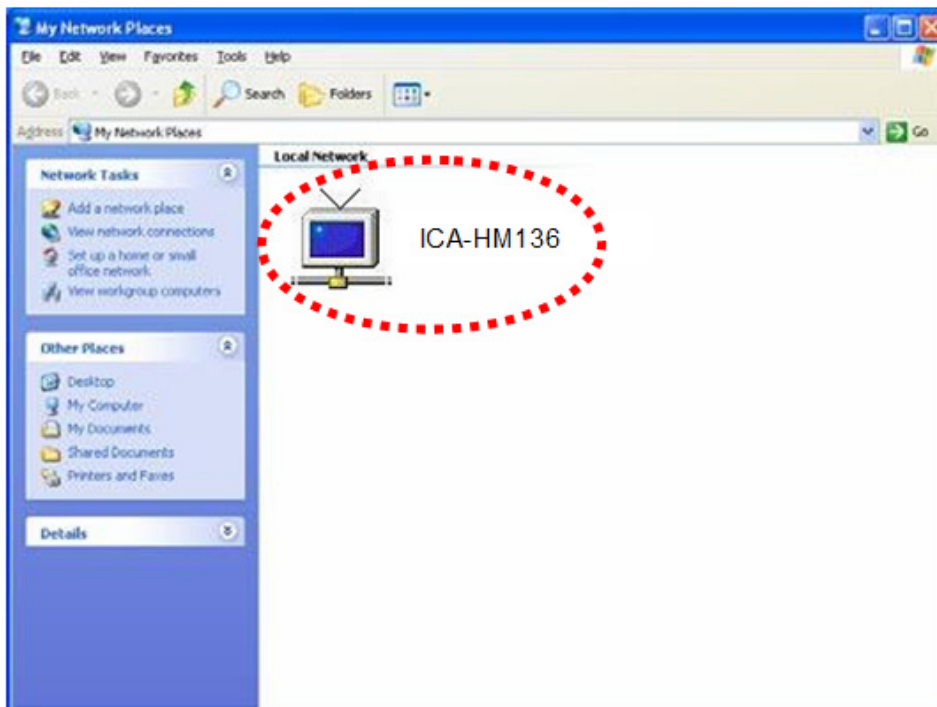 My Network Places
File Edit View Favorites Tools Help
Back Search Folders
Address My Network Places Go
Local Network
ICA-HM136
Network Tasks
Add a network place
View network connections
Set up a home or small
office network
View workgroup computers
Other Places
Desktop
My Computer
My Documents
Shared Documents
Printers and Faxes
Details